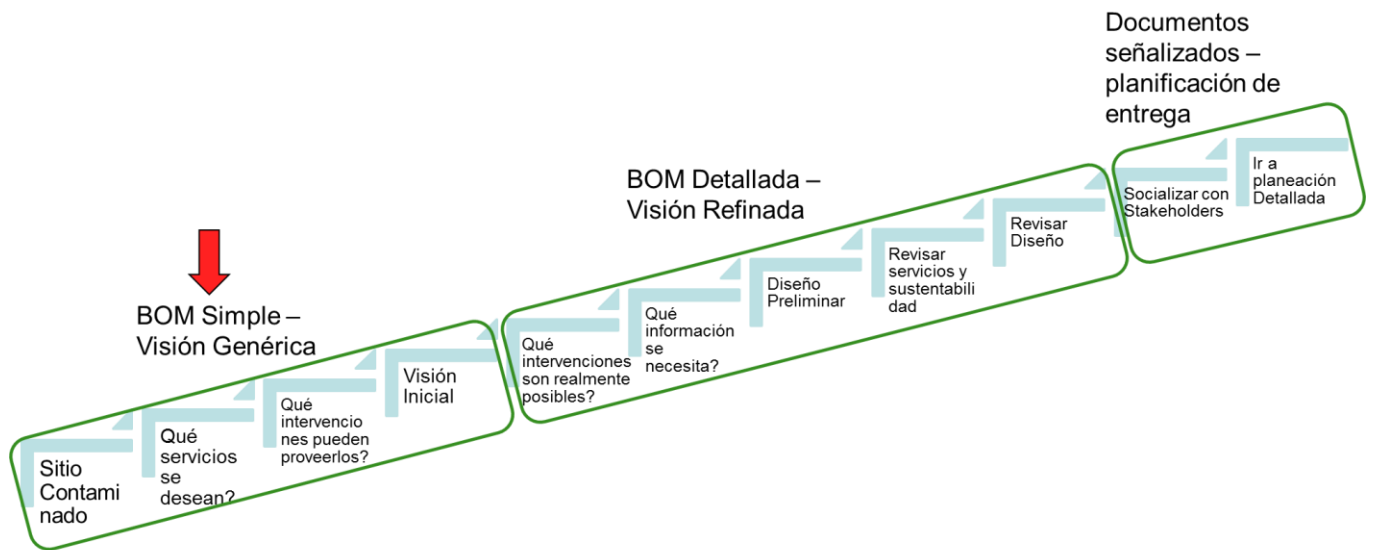 BOM Simple –
Visión Genérica
Sitio
Contami
nado
Qué
servicios
se
desean?
Qué
intervencio
nes pueden
proveerlos?
Visión
Inicial
BOM Detallada –
Visión Refinada
Qué
intervenciones
son realmente
posibles?
Qué
información
se
necesita?
Diseño
Preliminar
Revisar
servicios y
sustentabili
dad
Revisar
Diseño
Documentos
señalizados –
planificación de
entrega
Socializar con
Stakeholders
Ir a
planeación
Detallada